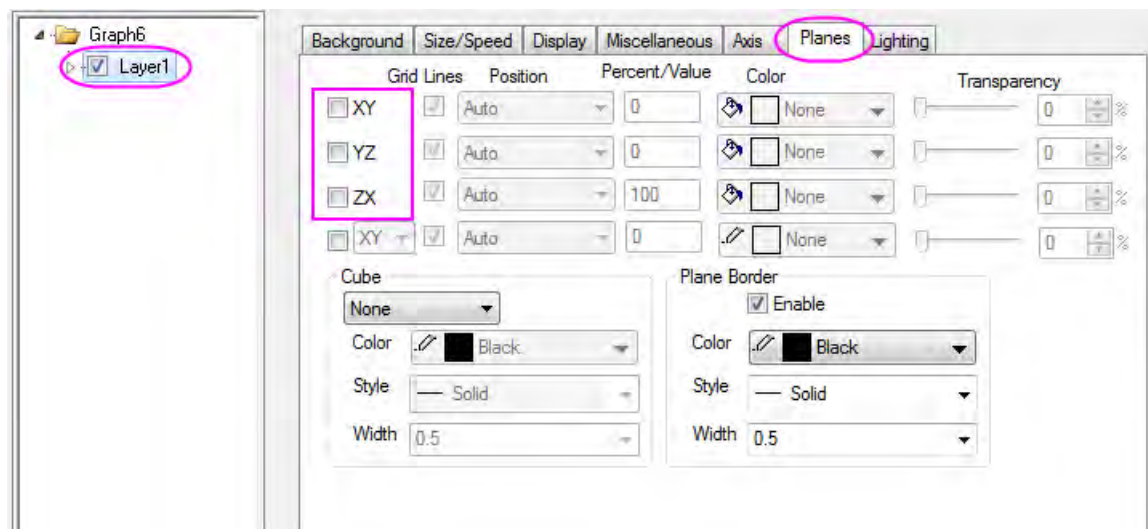 Graph6
Layer1
Background Size/Speed Display Miscellaneous Axis Planes Lighting
Grid Lines Position Percent/Value Color Transparency
XY Auto 0 None 0 %
YZ Auto 0 None 0 %
ZX Auto 100 None 0 %
XY Auto 0 None 0 %
Cube Plane Border
None Enable
Color Black Color Black
Style Solid Style Solid
Width 0.5 Width 0.5